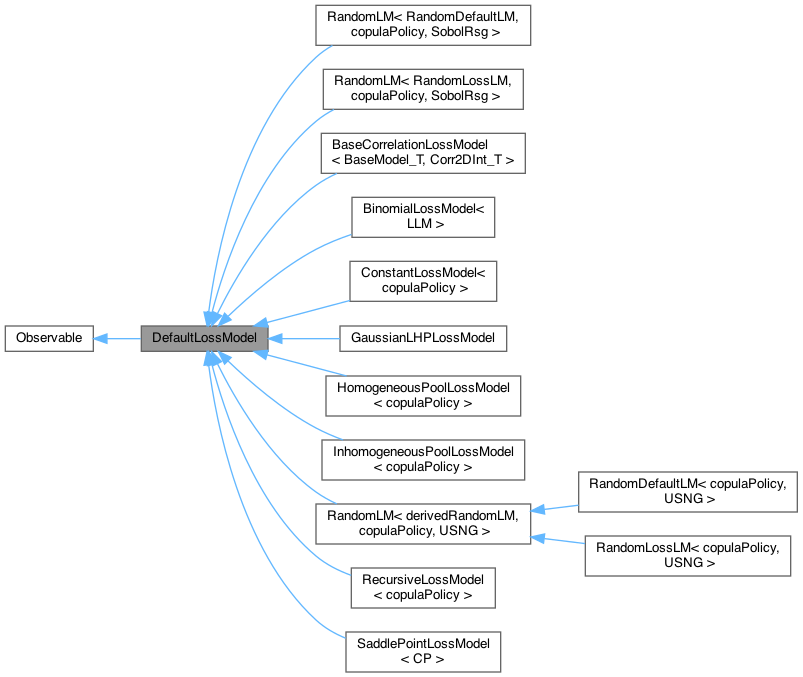 RandomLM< RandomDefaultLM,
copulaPolicy, SobolRsg >
RandomLM< RandomLossLM,
copulaPolicy, SobolRsg >
BaseCorrelationLossModel
< BaseModel_T, Corr2DInt_T >
BinomialLossModel<
LLM >
ConstantLossModel<
copulaPolicy >
Observable
DefaultLossModel
GaussianLHPLossModel
HomogeneousPoolLossModel
< copulaPolicy >
InhomogeneousPoolLossModel
< copulaPolicy >
RandomLM< derivedRandomLM,
copulaPolicy, USNG >
RandomDefaultLM< copulaPolicy,
USNG >
RandomLossLM< copulaPolicy,
USNG >
RecursiveLossModel
< copulaPolicy >
SaddlePointLossModel
< CP >